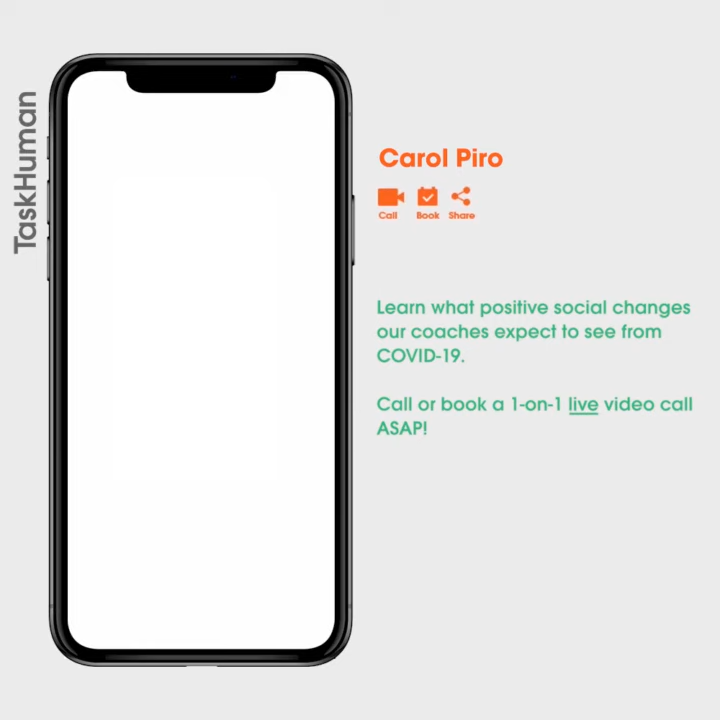 TaskHuman
Carol Piro
Call Book Share
Learn what positive social changes
our coaches expect to see from
COVID-19.
Call or book a 1-on-1 live video call
ASAP!